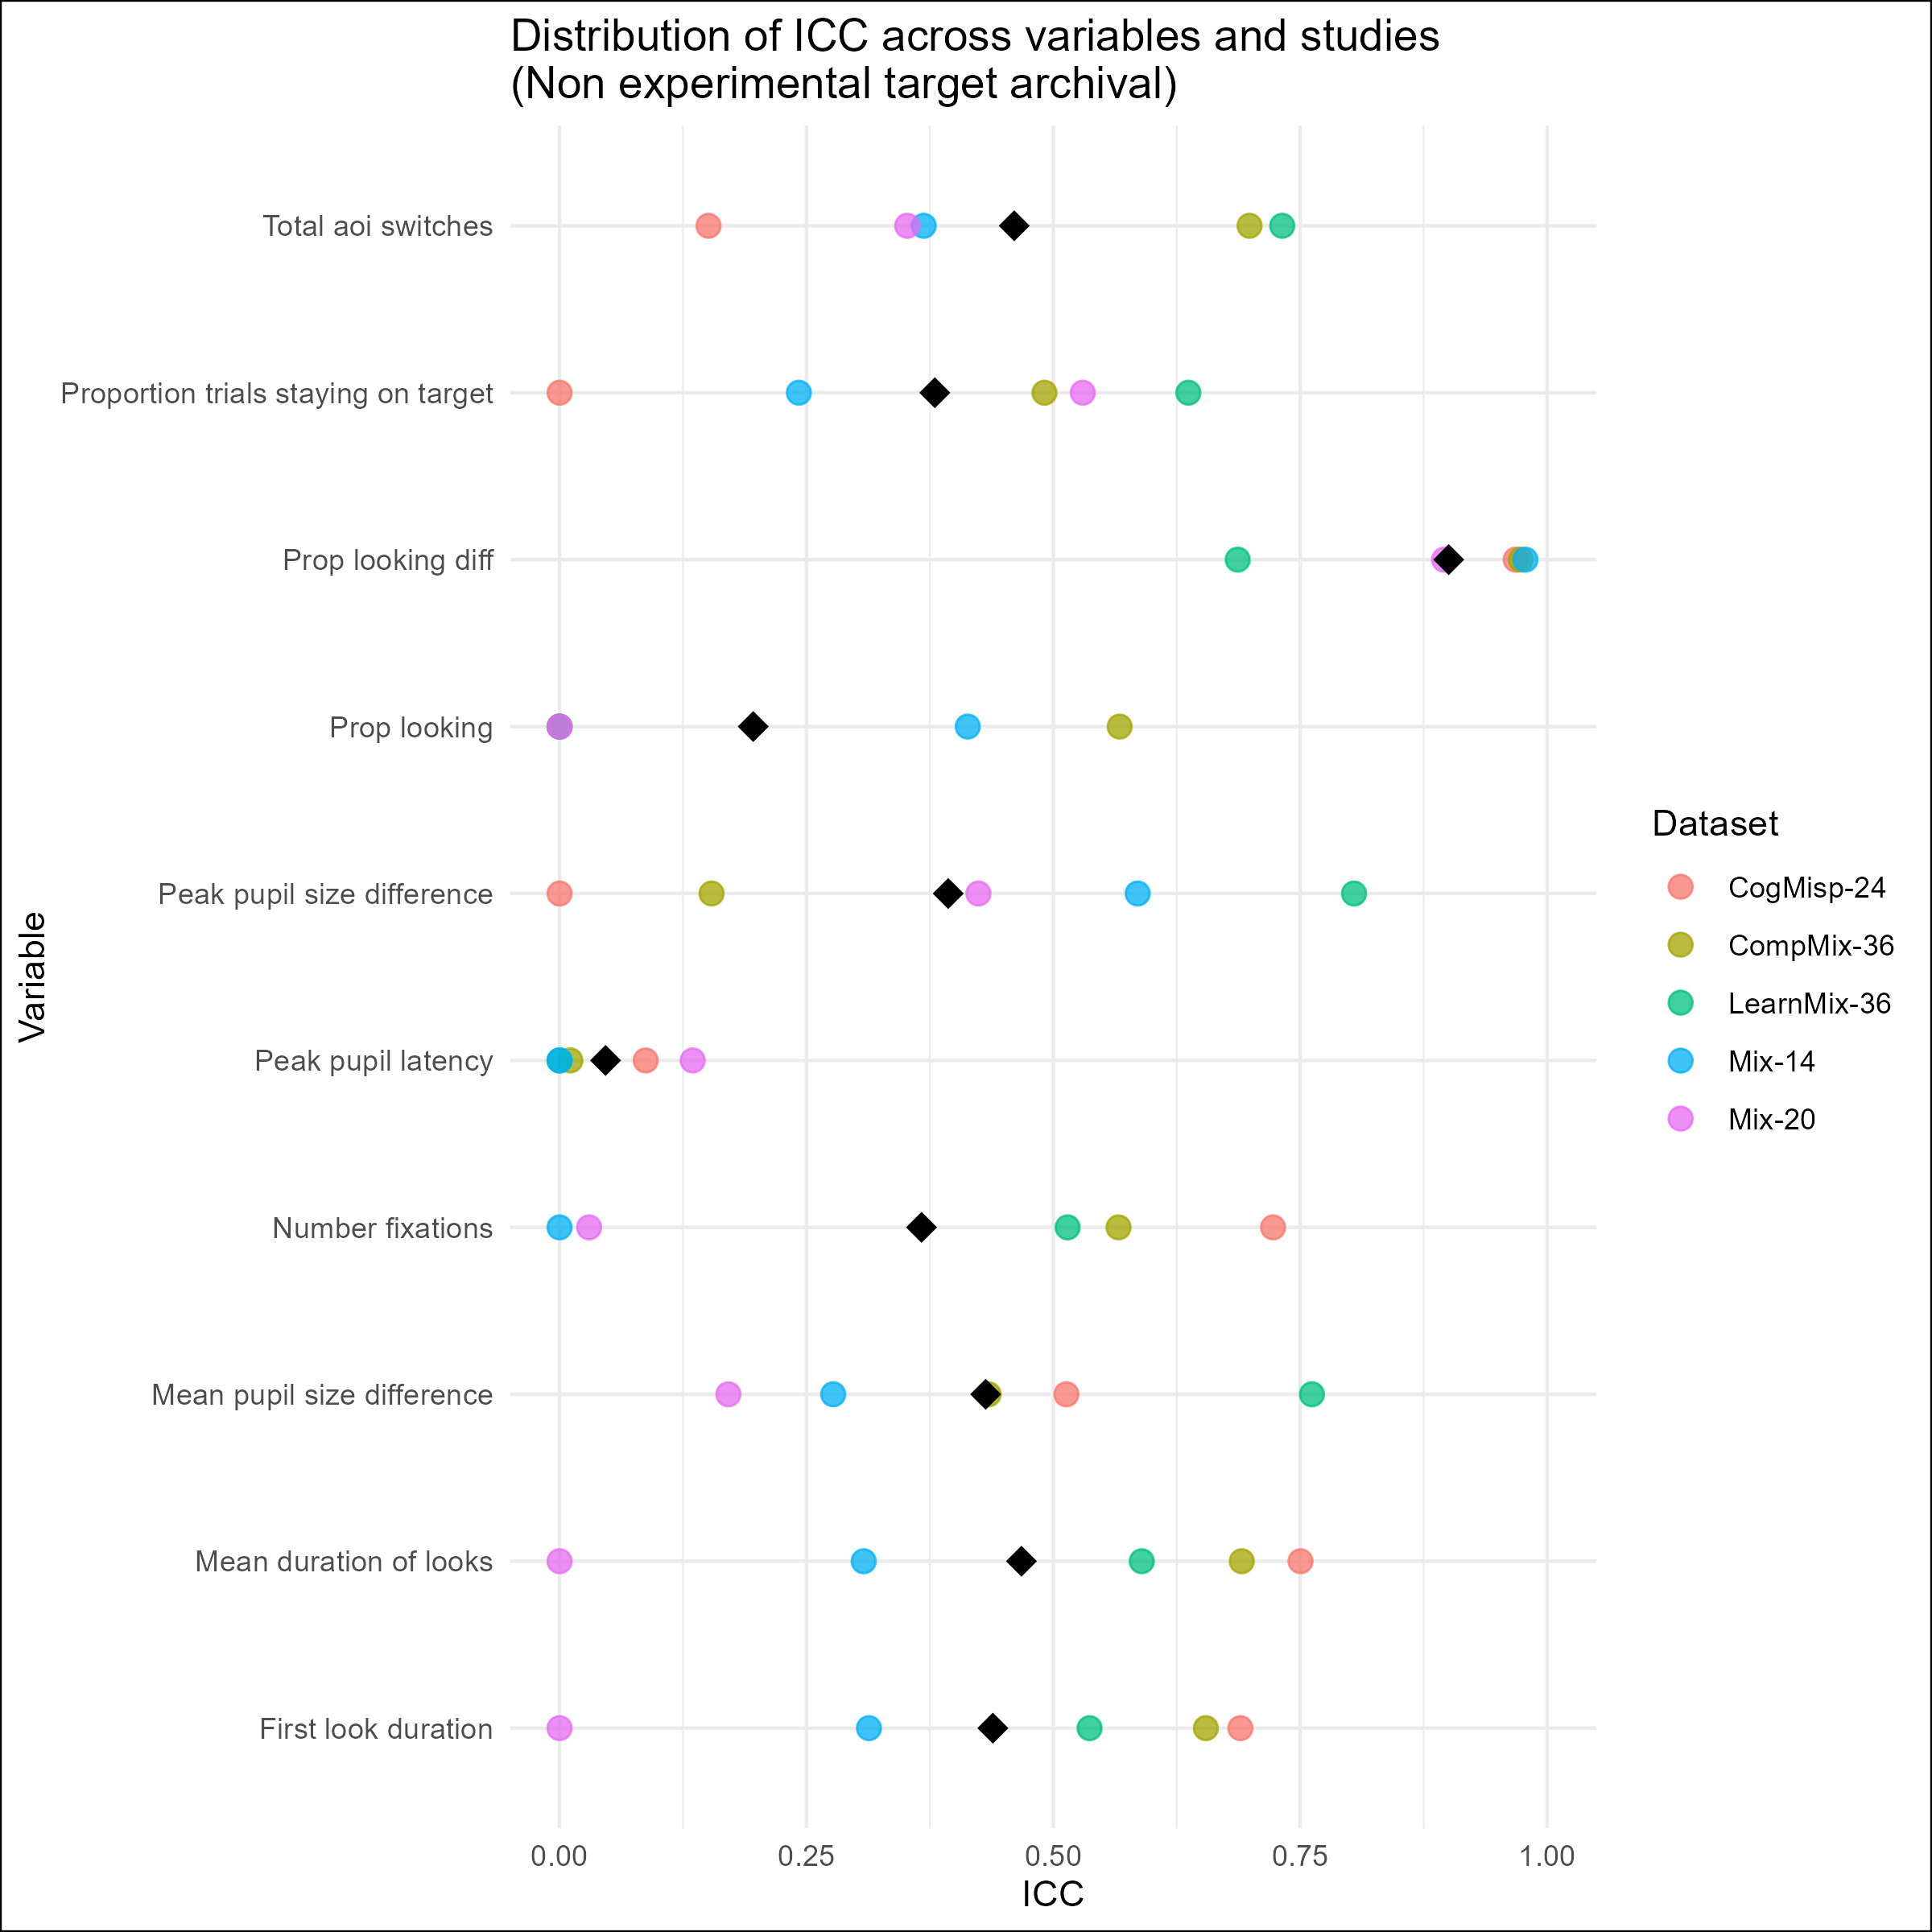 Distribution of ICC across variables and studies
(Non experimental target archival)
Total aoi switches
Proportion trials staying on target
Prop looking diff
Prop looking
Peak pupil size difference
Peak pupil latency
Number fixations
Mean pupil size difference
Mean duration of looks
First look duration
Variable
0.00 0.25 0.50 0.75 1.00
ICC
Dataset
CogMisp-24
CompMix-36
LearnMix-36
Mix-14
Mix-20